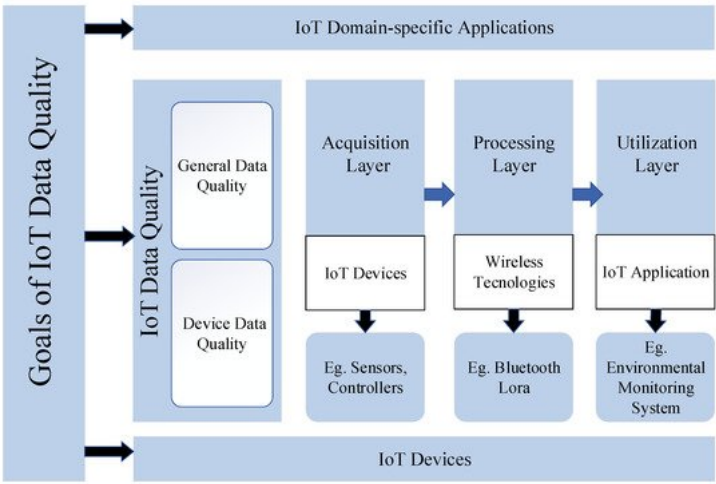 Goals of IoT Data Quality
IoT Domain-specific Applications
IoT Data Quality
General Data
Quality
Device Data
Quality
Acquisition
Layer
Processing
Layer
Utilization
Layer
IoT Devices
Wireless
Tecnologies
IoT Application
Eg. Sensors,
Controllers
Eg. Bluetooth
Lora
Eg.
Environmental
Monitoring
System
IoT Devices